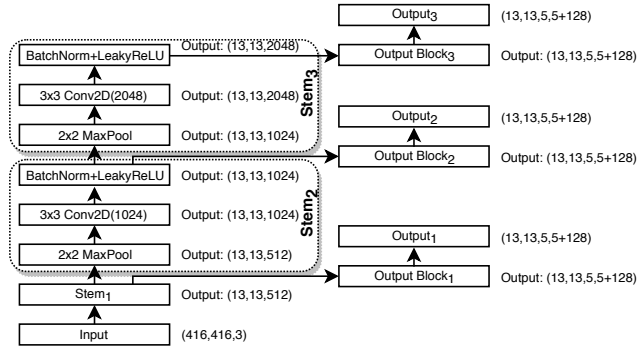 Output3 (13,13,5,5+128)
BatchNorm+LeakyReLU Output: (13,13,2048) Output Block3 Output: (13,13,5,5+128)
3x3 Conv2D(2048) Output: (13,13,2048)
Stem3
2x2 MaxPool Output: (13,13,1024)
Output2 (13,13,5,5+128)
Output Block2 Output: (13,13,5,5+128)
BatchNorm+LeakyReLU Output: (13,13,1024)
3x3 Conv2D(1024) Output: (13,13,1024)
Stem2
2x2 MaxPool Output: (13,13,512)
Output1 (13,13,5,5+128)
Output Block1 Output: (13,13,5,5+128)
Stem1 Output: (13,13,512)
Input (416,416,3)